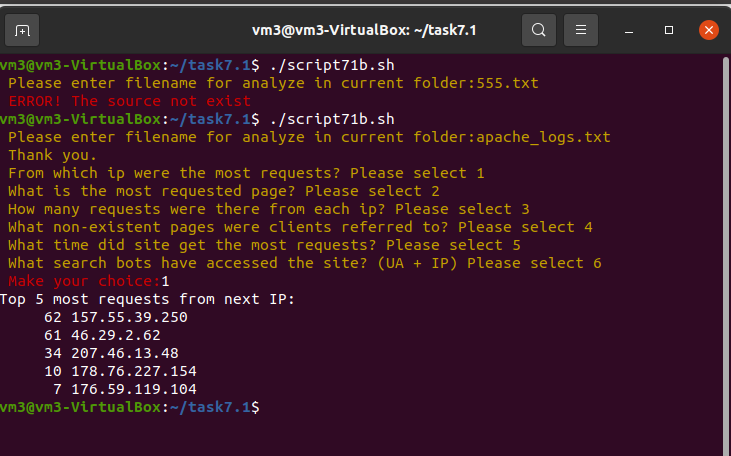 vm3@vm3-VirtualBox: ~/task7.1
vm3@vm3-VirtualBox:~/task7.1$ ./script71b.sh
Please enter filename for analyze in current folder:555.txt
ERROR! The source not exist
vm3@vm3-VirtualBox:~/task7.1$ ./script71b.sh
Please enter filename for analyze in current folder:apache_logs.txt
Thank you.
From which ip were the most requests? Please select 1
What is the most requested page? Please select 2
How many requests were there from each ip? Please select 3
What non-existent pages were clients referred to? Please select 4
What time did site get the most requests? Please select 5
What search bots have accessed the site? (UA + IP) Please select 6
Make your choice:1
Top 5 most requests from next IP:
62 157.55.39.250
61 46.29.2.62
34 207.46.13.48
10 178.76.227.154
7 176.59.119.104
vm3@vm3-VirtualBox:~/task7.1$